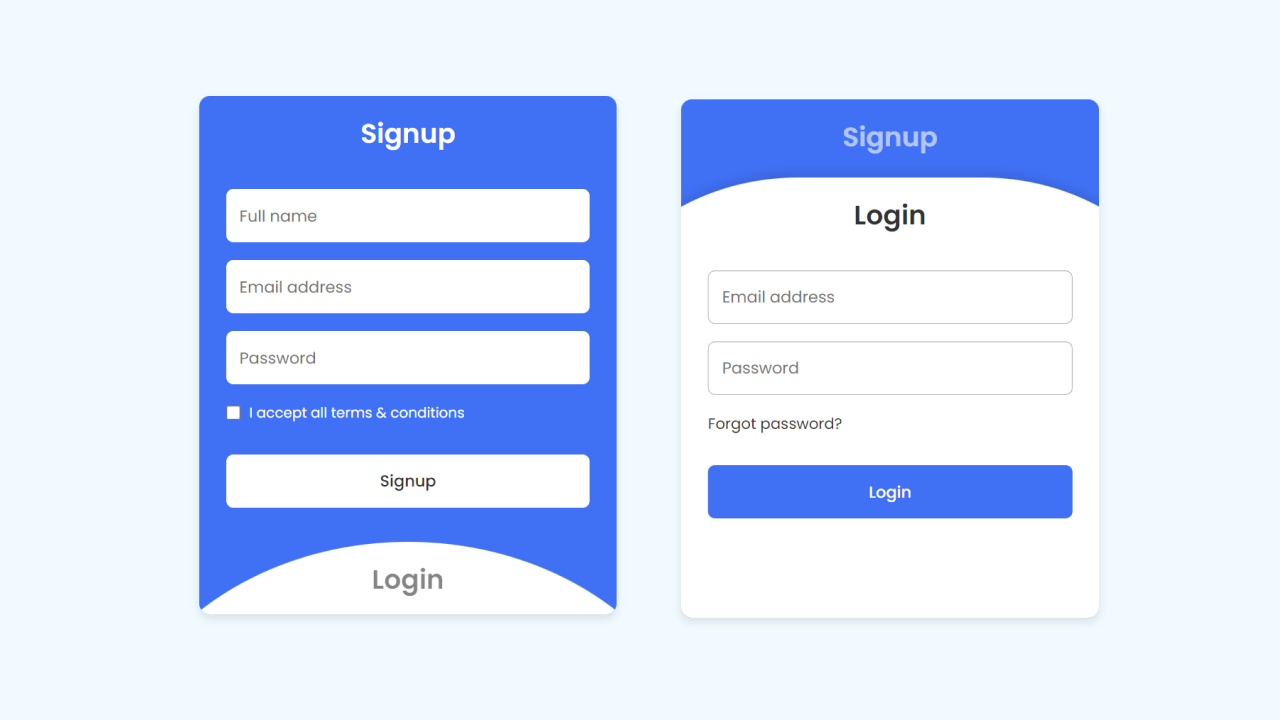 Signup
Full name
Email address
Password
I accept all terms & conditions
Signup
Login
Signup
Login
Email address
Password
Forgot password?
Login